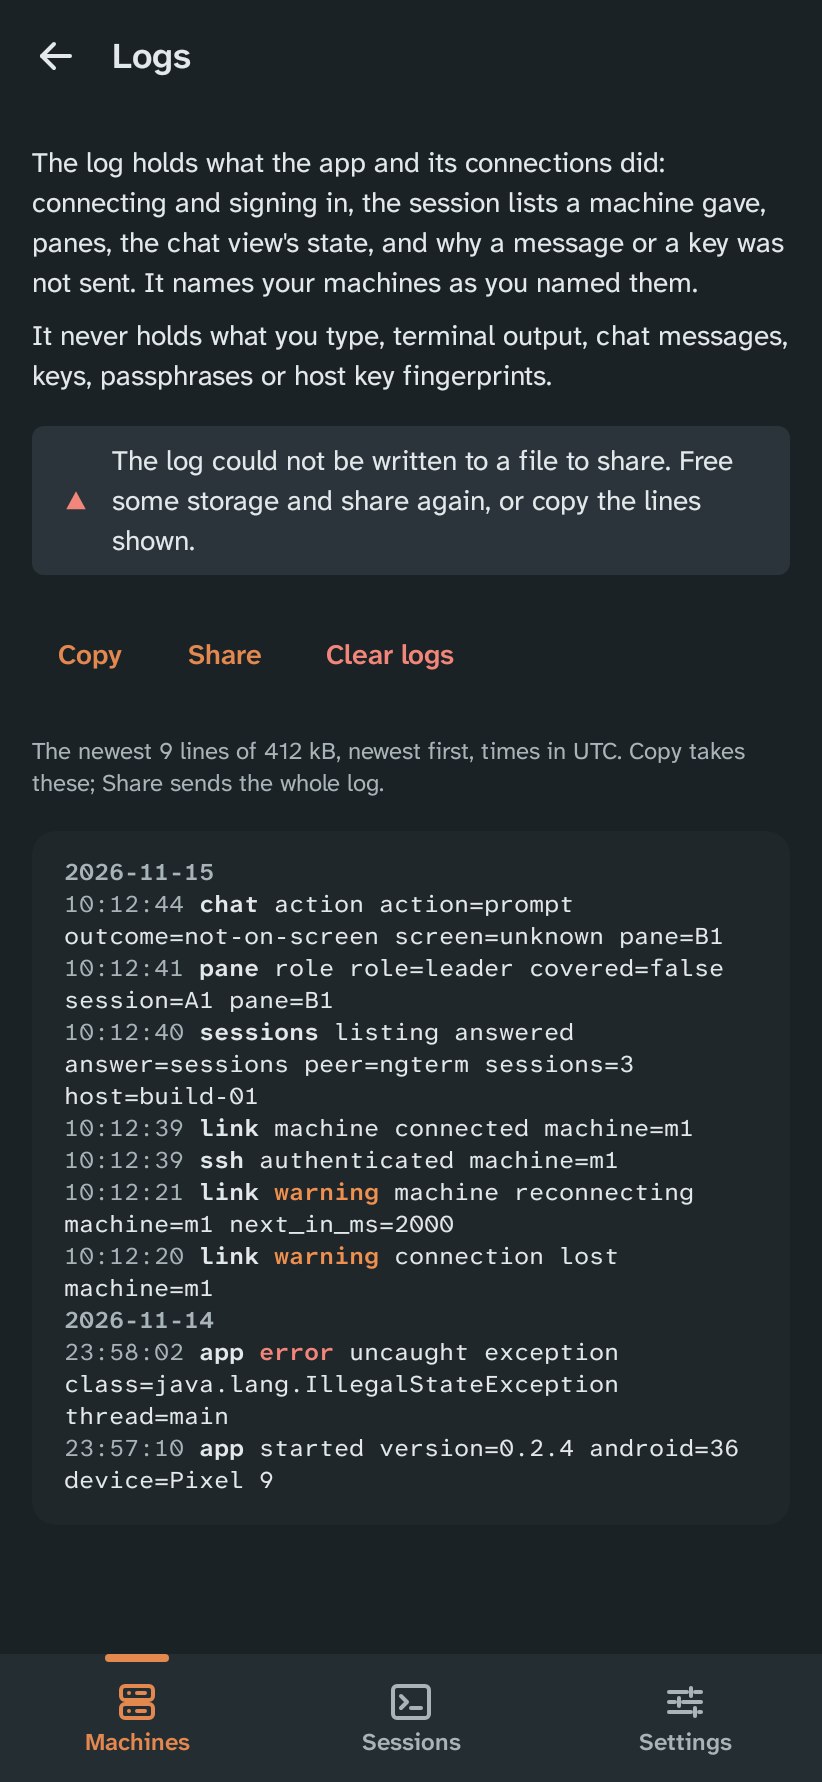 Logs
The log holds what the app and its connections did:
connecting and signing in, the session lists a machine gave,
panes, the chat view's state, and why a message or a key was
not sent. It names your machines as you named them.
It never holds what you type, terminal output, chat messages,
keys, passphrases or host key fingerprints.
The log could not be written to a file to share. Free
some storage and share again, or copy the lines
shown.
Copy Share Clear logs
The newest 9 lines of 412 kB, newest first, times in UTC. Copy takes
these; Share sends the whole log.
2026-11-15
10:12:44 chat action action=prompt
outcome=not-on-screen screen=unknown pane=B1
10:12:41 pane role role=leader covered=false
session=A1 pane=B1
10:12:40 sessions listing answered
answer=sessions peer=ngterm sessions=3
host=build-01
10:12:39 link machine connected machine=m1
10:12:39 ssh authenticated machine=m1
10:12:21 link warning machine reconnecting
machine=m1 next_in_ms=2000
10:12:20 link warning connection lost
machine=m1
2026-11-14
23:58:02 app error uncaught exception
class=java.lang.IllegalStateException
thread=main
23:57:10 app started version=0.2.4 android=36
device=Pixel 9
Machines Sessions Settings